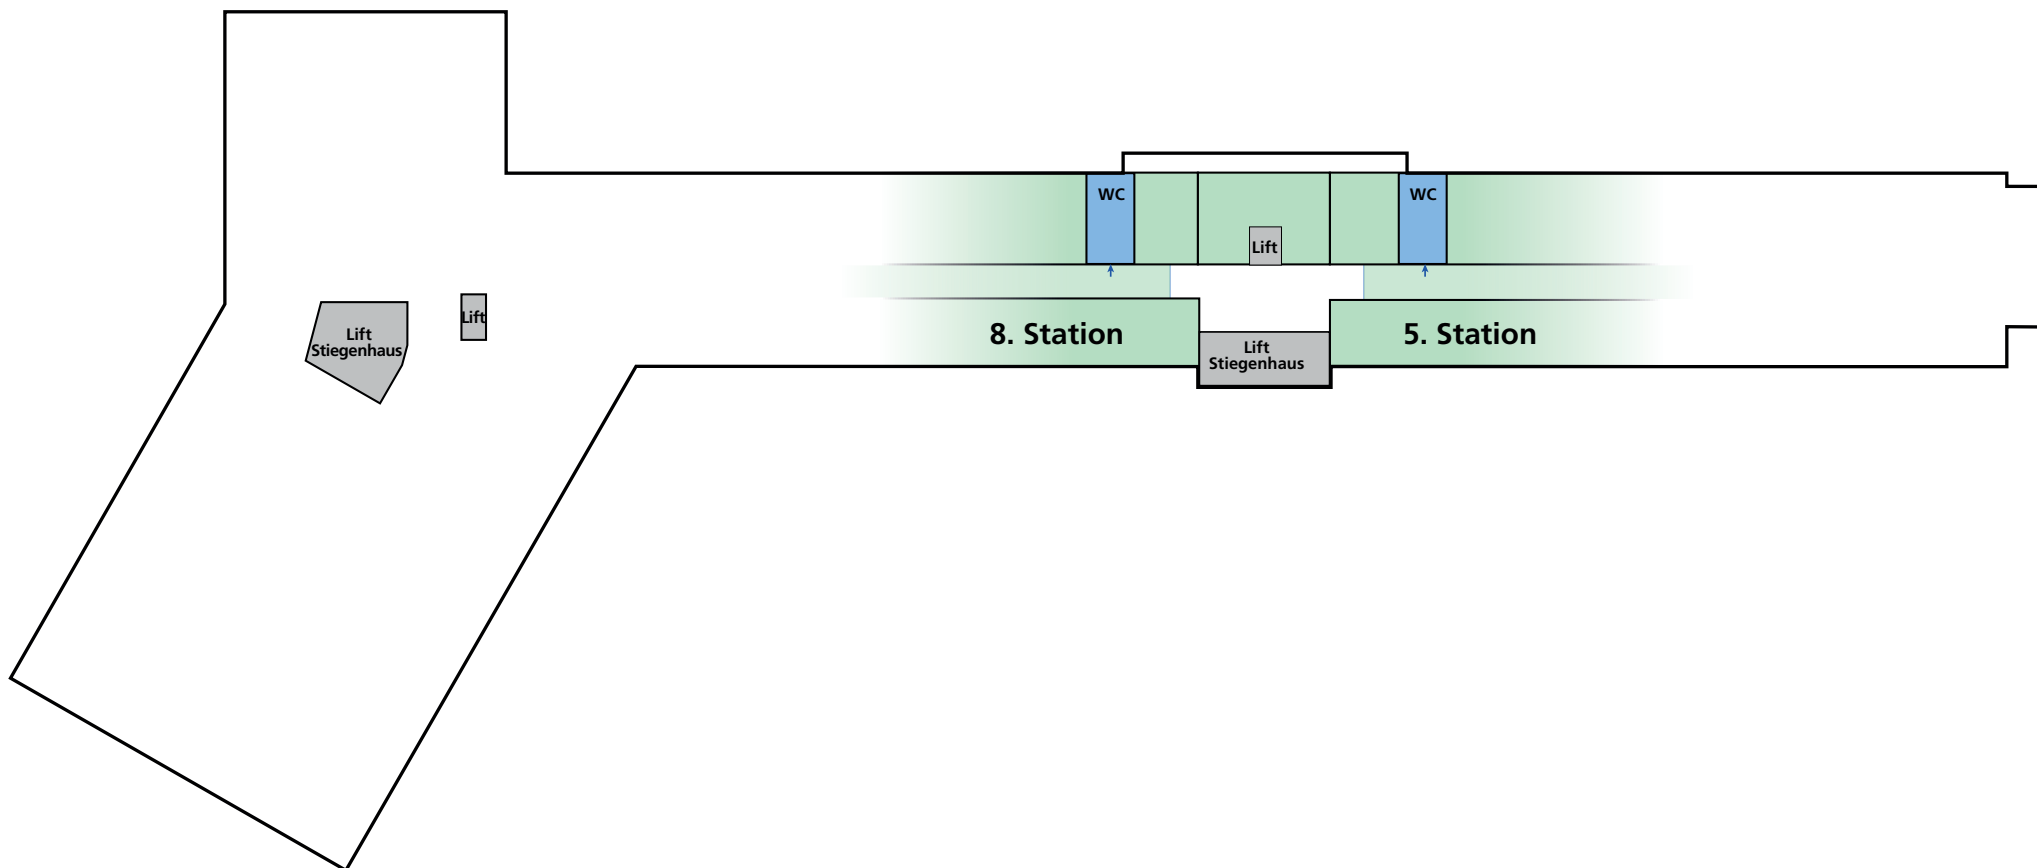 WC
WC
Lift
Lift
Lift
Stiegenhaus
8. Station
5. Station
Lift
Stiegenhaus